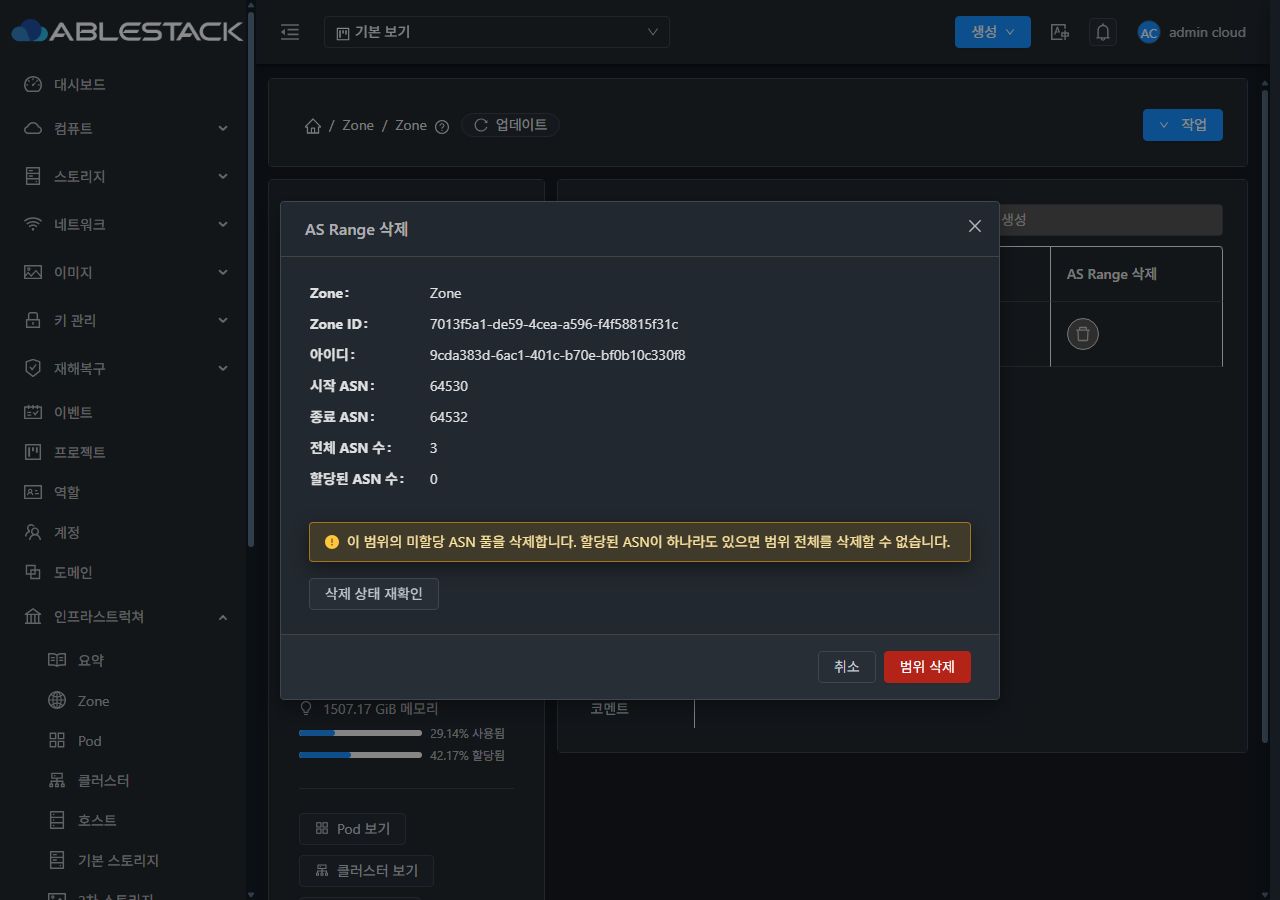 ABLESTACK
기본 보기
생성
AC
admin cloud
대시보드
컴퓨트
스토리지
네트워크
이미지
키 관리
재해복구
이벤트
프로젝트
역할
계정
도메인
인프라스트럭쳐
요약
Zone
Pod
클러스터
호스트
기본 스토리지
2차 스토리지
/ Zone / Zone
업데이트
작업
생성
AS Range 삭제
AS Range 삭제
Zone: Zone
Zone ID: 7013f5a1-de59-4cea-a596-f4f58815f31c
아이디: 9cda383d-6ac1-401c-b70e-bf0b10c330f8
시작 ASN: 64530
종료 ASN: 64532
전체 ASN 수: 3
할당된 ASN 수: 0
이 범위의 미할당 ASN 풀을 삭제합니다. 할당된 ASN이 하나라도 있으면 범위 전체를 삭제할 수 없습니다.
삭제 상태 재확인
취소
범위 삭제
1507.17 GiB 메모리
29.14% 사용됨
42.17% 할당됨
코멘트
Pod 보기
클러스터 보기